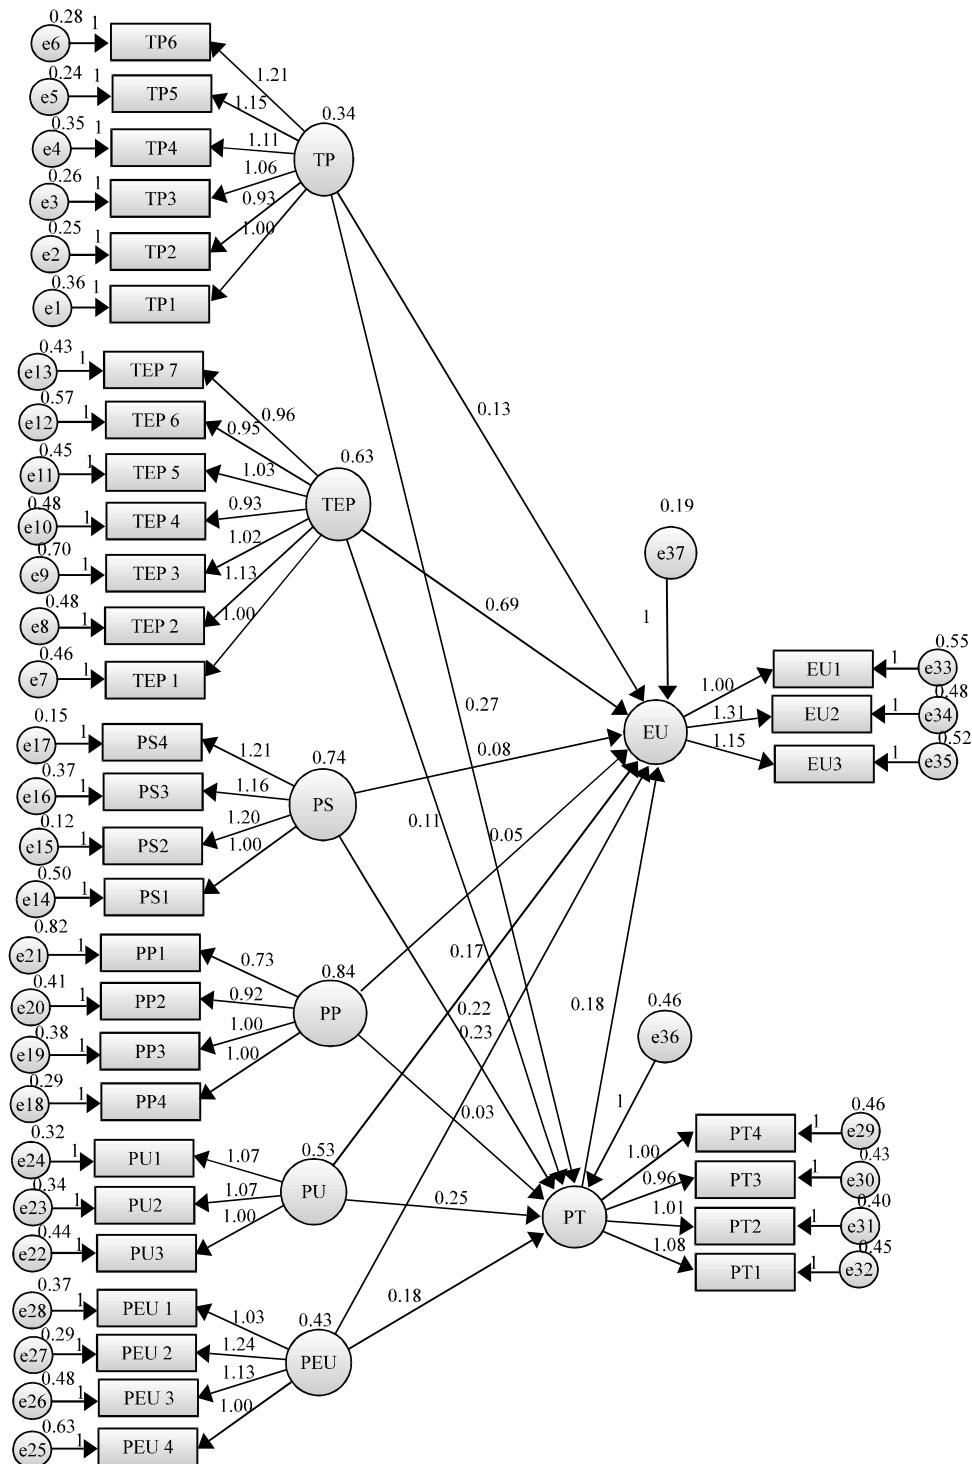 0.28
e6 1 TP6
1.21
0.24
e5 1 TP5
1.15
0.34
TP
0.35
e4 1 TP4
1.11
0.26
e3 1 TP3
1.06
0.25
e2 1 TP2
0.93
0.36
e1 1 TP1
1.00
0.43
e13 1 TEP 7
0.96
0.57
e12 1 TEP 6
0.95
0.13
0.45
e11 1 TEP 5
1.03
0.63
TEP
0.48
e10 1 TEP 4
0.93
0.70
e9 1 TEP 3
1.02
0.48
e8 1 TEP 2
1.13
0.46
e7 1 TEP 1
1.00
0.69
0.19
e37
1
0.27
0.15
e17 1 PS4
1.21
0.74
PS
0.08
0.37
e16 1 PS3
1.16
0.12
e15 1 PS2
1.20
0.50
e14 1 PS1
1.00
0.11
0.05
EU
1.00
EU1 1 e33
0.55
1.31
EU2 1 e34
0.48
1.15
EU3 1 e35
0.52
0.82
e21 1 PP1
0.73
0.84
PP
0.41
e20 1 PP2
0.92
0.38
e19 1 PP3
1.00
0.29
e18 1 PP4
1.00
0.17
0.22
0.23
0.18
0.46
e36
1
0.03
0.32
e24 1 PU1
1.07
0.53
PU
0.34
e23 1 PU2
1.07
0.44
e22 1 PU3
1.00
0.25
PT
1.00
PT4 1 e29
0.46
0.96
PT3 1 e30
0.43
1.01
PT2 1 e31
0.40
1.08
PT1 1 e32
0.45
0.37
e28 1 PEU 1
1.03
0.43
PEU
0.18
0.29
e27 1 PEU 2
1.24
0.48
e26 1 PEU 3
1.13
0.63
e25 1 PEU 4
1.00